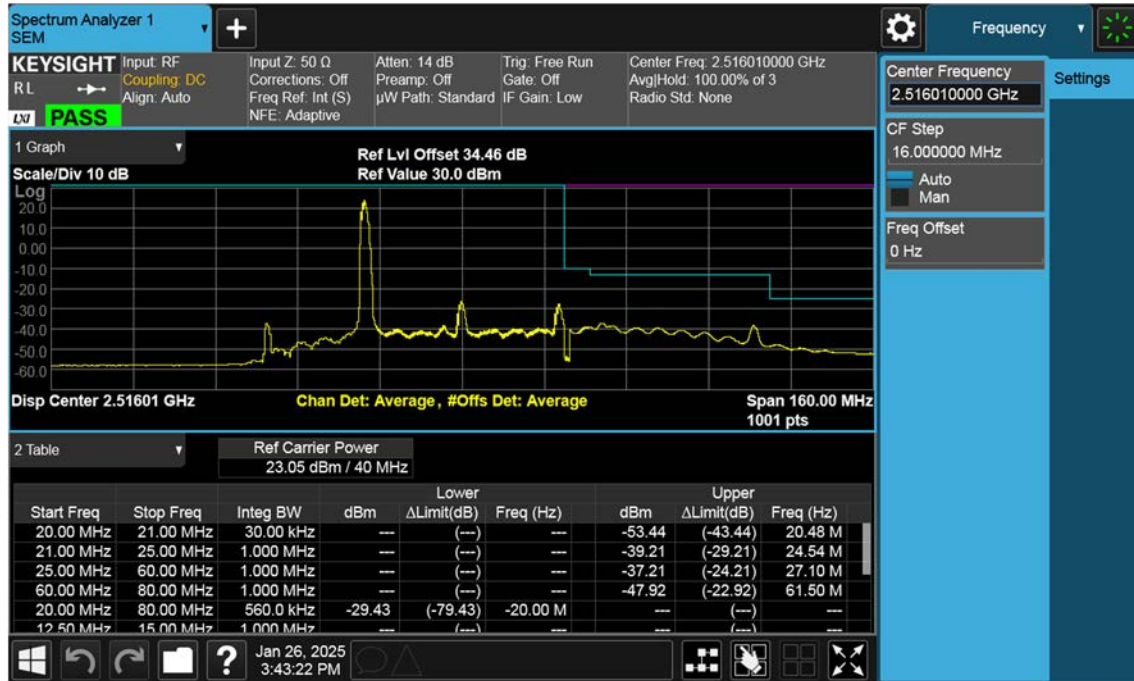 Spectrum Analyzer 1
SEM
Frequency
KEYSIGHT
R L
LXI
PASS
Input: RF
Coupling: DC
Align: Auto
Input Z: 50 Ω
Corrections: Off
Freq Ref: Int (S)
NFE: Adaptive
Atten: 14 dB
Preamp: Off
µW Path: Standard
Trig: Free Run
Gate: Off
IF Gain: Low
Center Freq: 2.516010000 GHz
Avg|Hold: 100.00% of 3
Radio Std: None
Center Frequency
2.516010000 GHz
Settings
CF Step
16.000000 MHz
Auto
Man
Freq Offset
0 Hz
1 Graph
Scale/Div 10 dB
Ref Lvl Offset 34.46 dB
Ref Value 30.0 dBm
Log
20.0
10.0
0.00
-10.0
-20.0
-30.0
-40.0
-50.0
-60.0
Disp Center 2.51601 GHz
Chan Det: Average, #Offs Det: Average
Span 160.00 MHz
1001 pts
2 Table
Ref Carrier Power
23.05 dBm / 40 MHz
Lower Upper
Start Freq Stop Freq Integ BW dBm ΔLimit(dB) Freq (Hz) dBm ΔLimit(dB) Freq (Hz)
20.00 MHz 21.00 MHz 30.00 kHz --- (---) --- -53.44 (-43.44) 20.48 M
21.00 MHz 25.00 MHz 1.000 MHz --- (---) --- -39.21 (-29.21) 24.54 M
25.00 MHz 60.00 MHz 1.000 MHz --- (---) --- -37.21 (-24.21) 27.10 M
60.00 MHz 80.00 MHz 1.000 MHz --- (---) --- -47.92 (-22.92) 61.50 M
20.00 MHz 80.00 MHz 560.0 kHz -29.43 (-79.43) -20.00 M --- (---) ---
12.50 MHz 15.00 MHz 1.000 MHz --- (---) --- --- (---) ---
Jan 26, 2025
3:43:22 PM